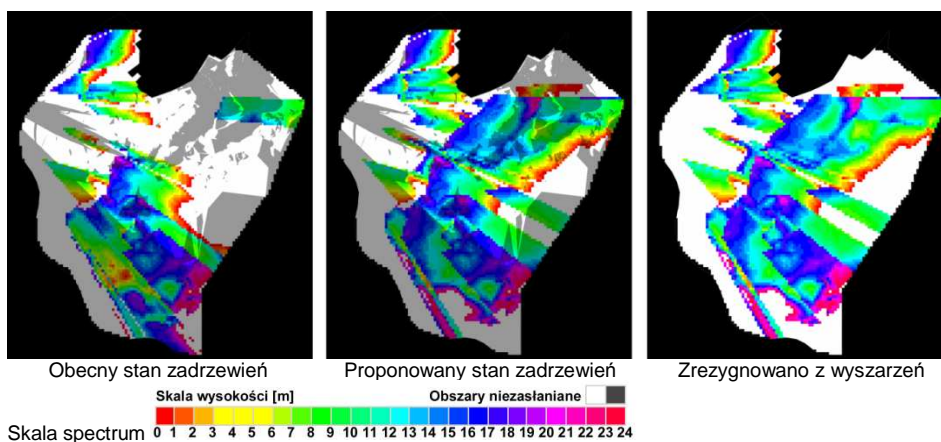 Obecny stan zadrzewień
Proponowany stan zadrzewień
Zrezygnowano z wyszarzeń
Skala wysokości [m]
Obszary niezasłaniane
Skala spectrum
0 1 2 3 4 5 6 7 8 9 10 11 12 13 14 15 16 17 18 19 20 21 22 23 24